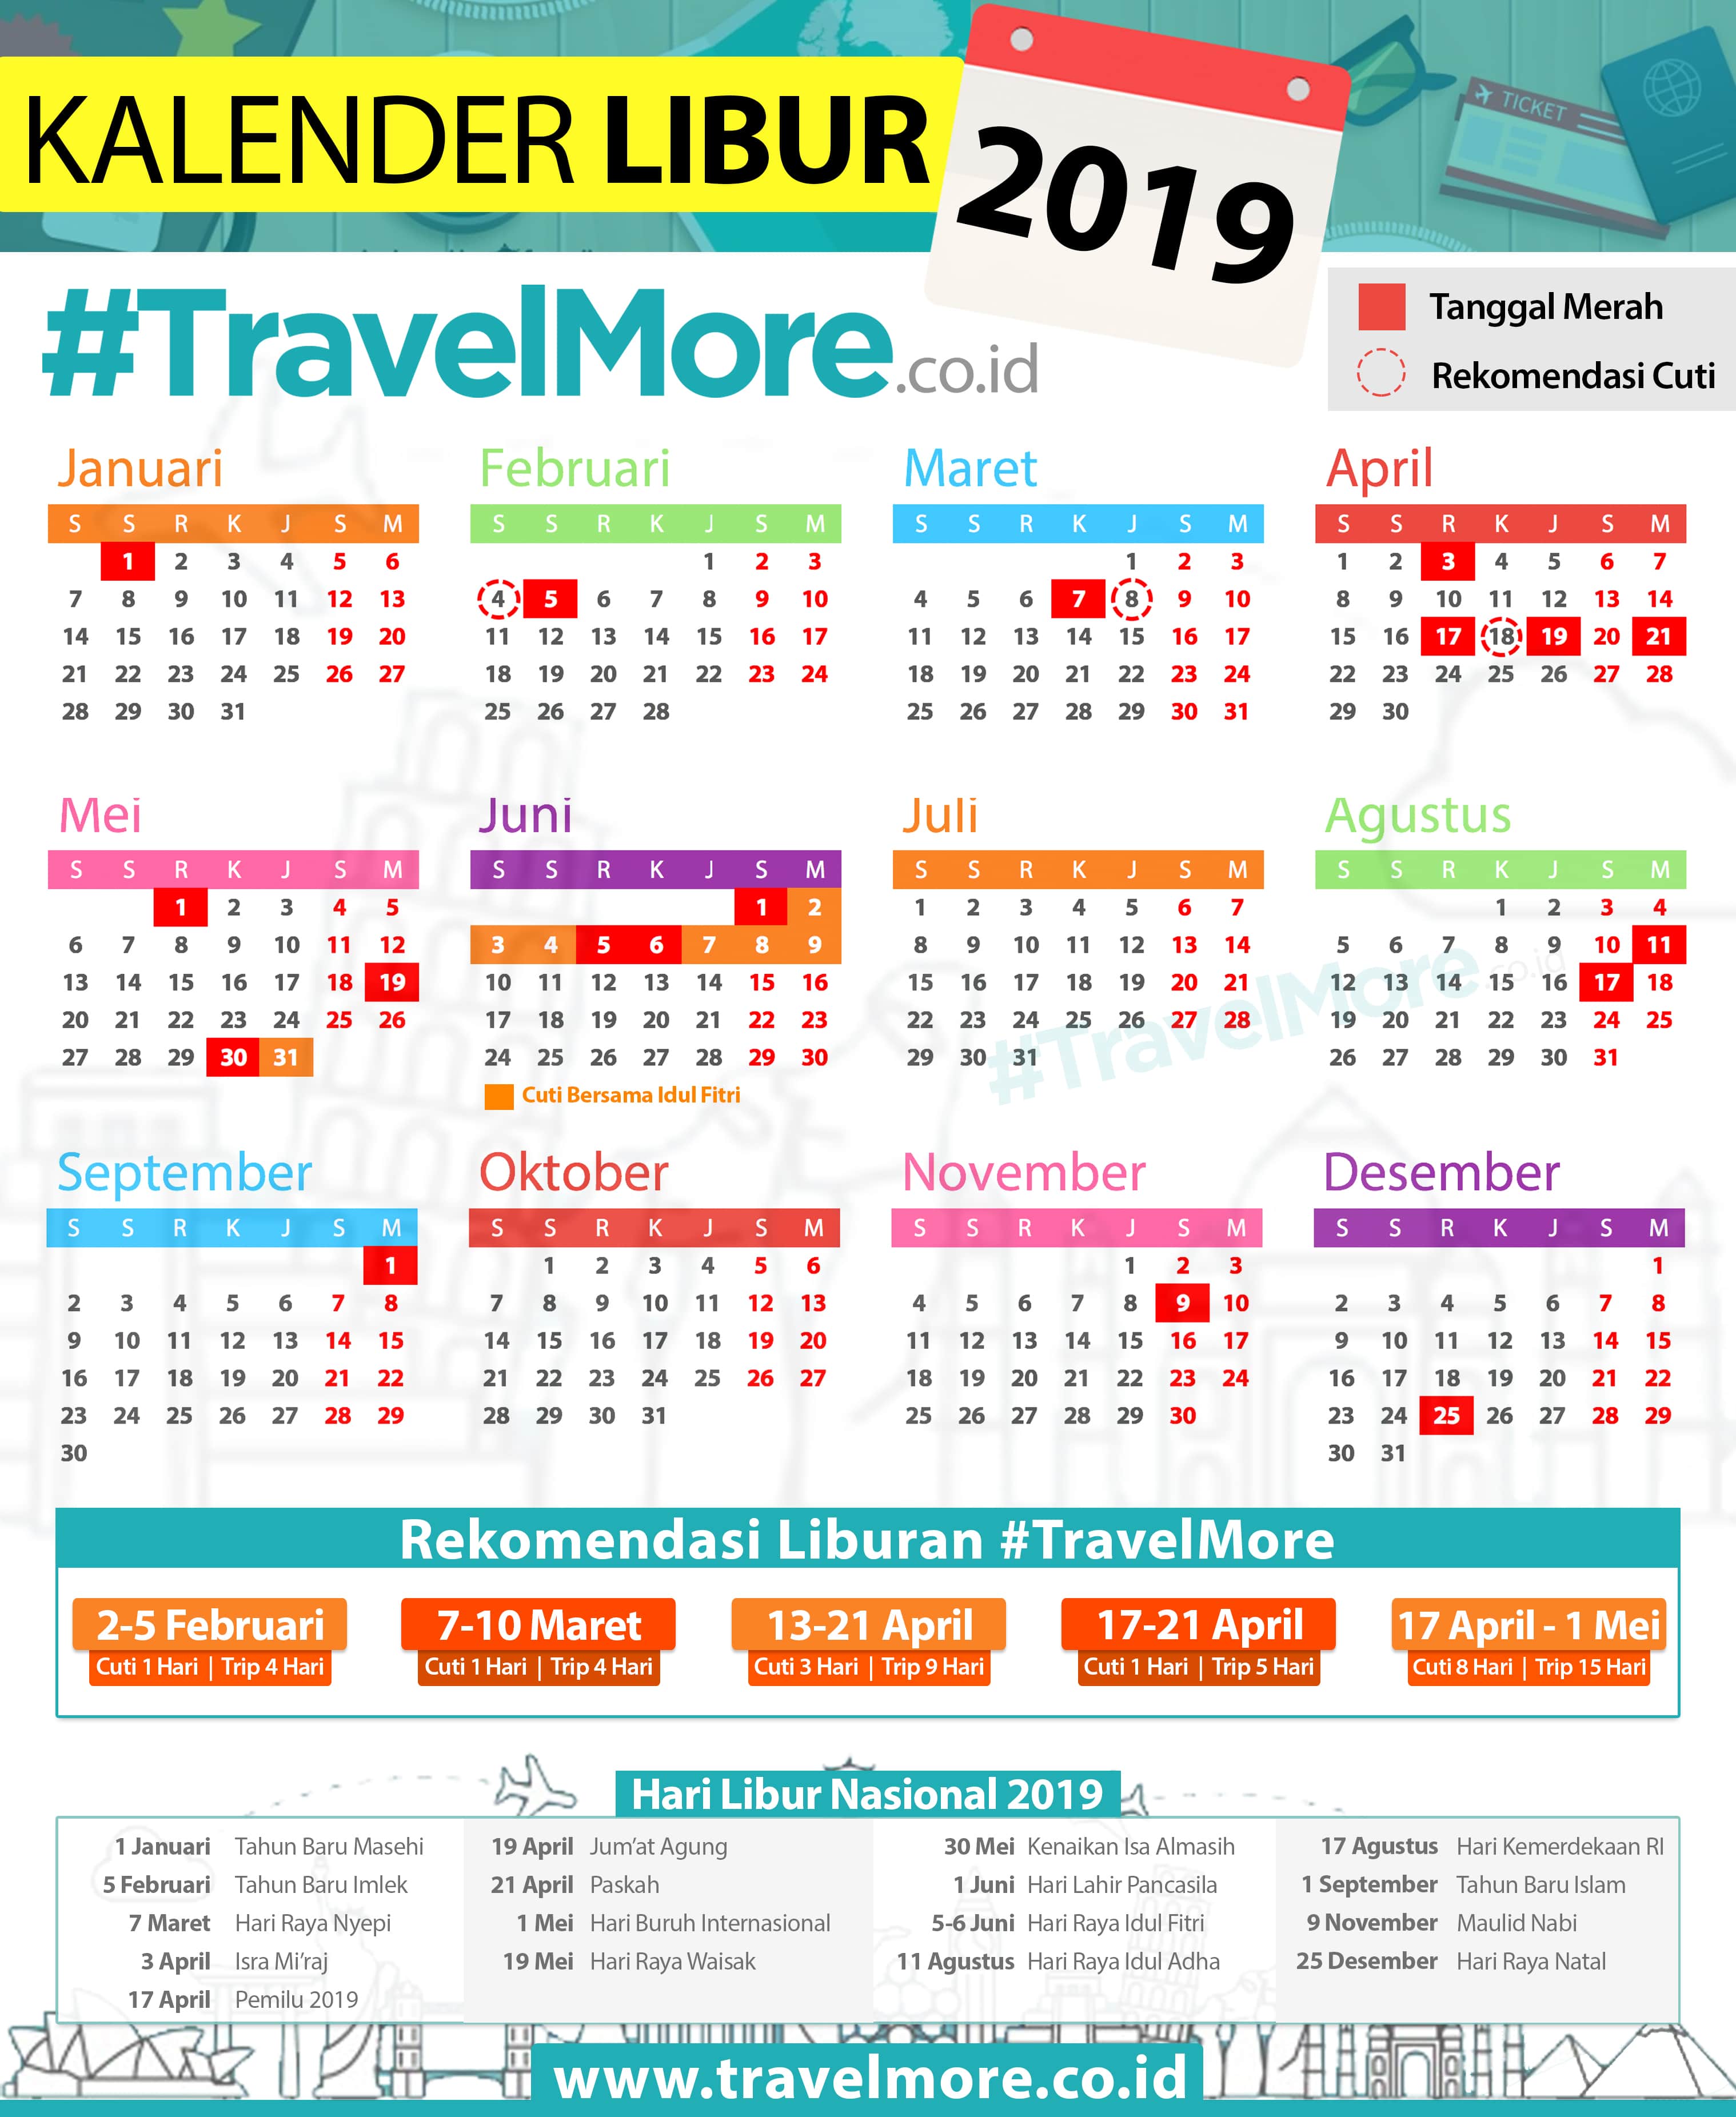 KALENDER LIBUR
2019
TICKET
#TravelMore.co.id
Tanggal Merah
Rekomendasi Cuti
Januari
S S R K J S M
1 2 3 4 5 6
7 8 9 10 11 12 13
14 15 16 17 18 19 20
21 22 23 24 25 26 27
28 29 30 31
Februari
S S R K J S M
1 2 3
4 5 6 7 8 9 10
11 12 13 14 15 16 17
18 19 20 21 22 23 24
25 26 27 28
Maret
S S R K J S M
1 2 3
4 5 6 7 8 9 10
11 12 13 14 15 16 17
18 19 20 21 22 23 24
25 26 27 28 29 30 31
April
S S R K J S M
1 2 3 4 5 6 7
8 9 10 11 12 13 14
15 16 17 18 19 20 21
22 23 24 25 26 27 28
29 30
Mei
S S R K J S M
1 2 3 4 5
6 7 8 9 10 11 12
13 14 15 16 17 18 19
20 21 22 23 24 25 26
27 28 29 30 31
Juni
S S R K J S M
1 2
3 4 5 6 7 8 9
10 11 12 13 14 15 16
17 18 19 20 21 22 23
24 25 26 27 28 29 30
Cuti Bersama Idul Fitri
Juli
S S R K J S M
1 2 3 4 5 6 7
8 9 10 11 12 13 14
15 16 17 18 19 20 21
22 23 24 25 26 27 28
29 30 31
Agustus
S S R K J S M
1 2 3 4
5 6 7 8 9 10 11
12 13 14 15 16 17 18
19 20 21 22 23 24 25
26 27 28 29 30 31
#TravelMore.co.id
September
S S R K J S M
1
2 3 4 5 6 7 8
9 10 11 12 13 14 15
16 17 18 19 20 21 22
23 24 25 26 27 28 29
30
Oktober
S S R K J S M
1 2 3 4 5 6
7 8 9 10 11 12 13
14 15 16 17 18 19 20
21 22 23 24 25 26 27
28 29 30 31
November
S S R K J S M
1 2 3
4 5 6 7 8 9 10
11 12 13 14 15 16 17
18 19 20 21 22 23 24
25 26 27 28 29 30
Desember
S S R K J S M
1
2 3 4 5 6 7 8
9 10 11 12 13 14 15
16 17 18 19 20 21 22
23 24 25 26 27 28 29
30 31
Rekomendasi Liburan #TravelMore
2-5 Februari
Cuti 1 Hari | Trip 4 Hari
7-10 Maret
Cuti 1 Hari | Trip 4 Hari
13-21 April
Cuti 3 Hari | Trip 9 Hari
17-21 April
Cuti 1 Hari | Trip 5 Hari
17 April - 1 Mei
Cuti 8 Hari | Trip 15 Hari
Hari Libur Nasional 2019
1 Januari Tahun Baru Masehi
5 Februari Tahun Baru Imlek
7 Maret Hari Raya Nyepi
3 April Isra Mi’raj
17 April Pemilu 2019
19 April Jum’at Agung
21 April Paskah
1 Mei Hari Buruh Internasional
19 Mei Hari Raya Waisak
30 Mei Kenaikan Isa Almasih
1 Juni Hari Lahir Pancasila
5-6 Juni Hari Raya Idul Fitri
11 Agustus Hari Raya Idul Adha
17 Agustus Hari Kemerdekaan RI
1 September Tahun Baru Islam
9 November Maulid Nabi
25 Desember Hari Raya Natal
www.travelmore.co.id